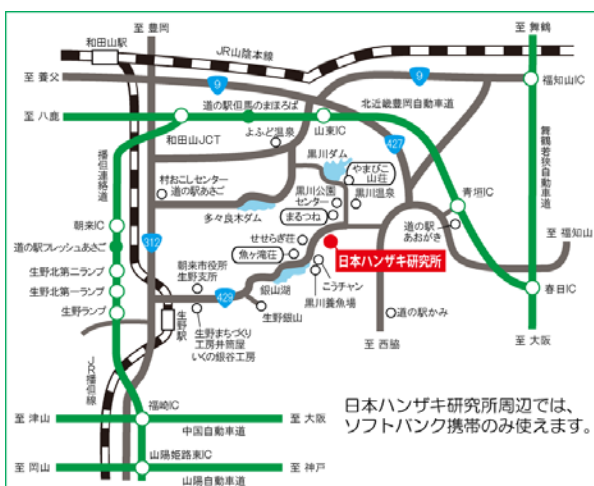 至 豊岡
至 舞鶴
和田山駅
JR山陰本線
至 養父
9
9
福知山IC
至 八鹿
道の駅但馬のまほろば
北近畿豊岡自動車道
和田山JCT
よふど温泉
山東IC
427
舞鶴若狭自動車道
播但連絡道
黒川ダム
やまびこ
山荘
村おこしセンター
道の駅あさご
黒川公園
センター
黒川温泉
まるつね
青垣IC
多々良木ダム
朝来IC
道の駅
あおがき
至 福知山
道の駅フレッシュあさご
312
せせらぎ荘
魚ヶ滝荘
日本ハンザキ研究所
生野北第二ランプ
朝来市役所
生野支所
こうチャン
生野北第一ランプ
銀山湖
黒川養魚場
春日IC
429
生野ランプ
生野駅
生野銀山
道の駅かみ
生野まちづくり
工房井筒屋
いくの銀谷工房
至 西脇
至 大阪
JR播但線
福崎IC
至 津山
至 大阪
中国自動車道
日本ハンザキ研究所周辺では、
ソフトバンク携帯のみ使えます。
山陽姫路東IC
至 岡山
至 神戸
山陽自動車道